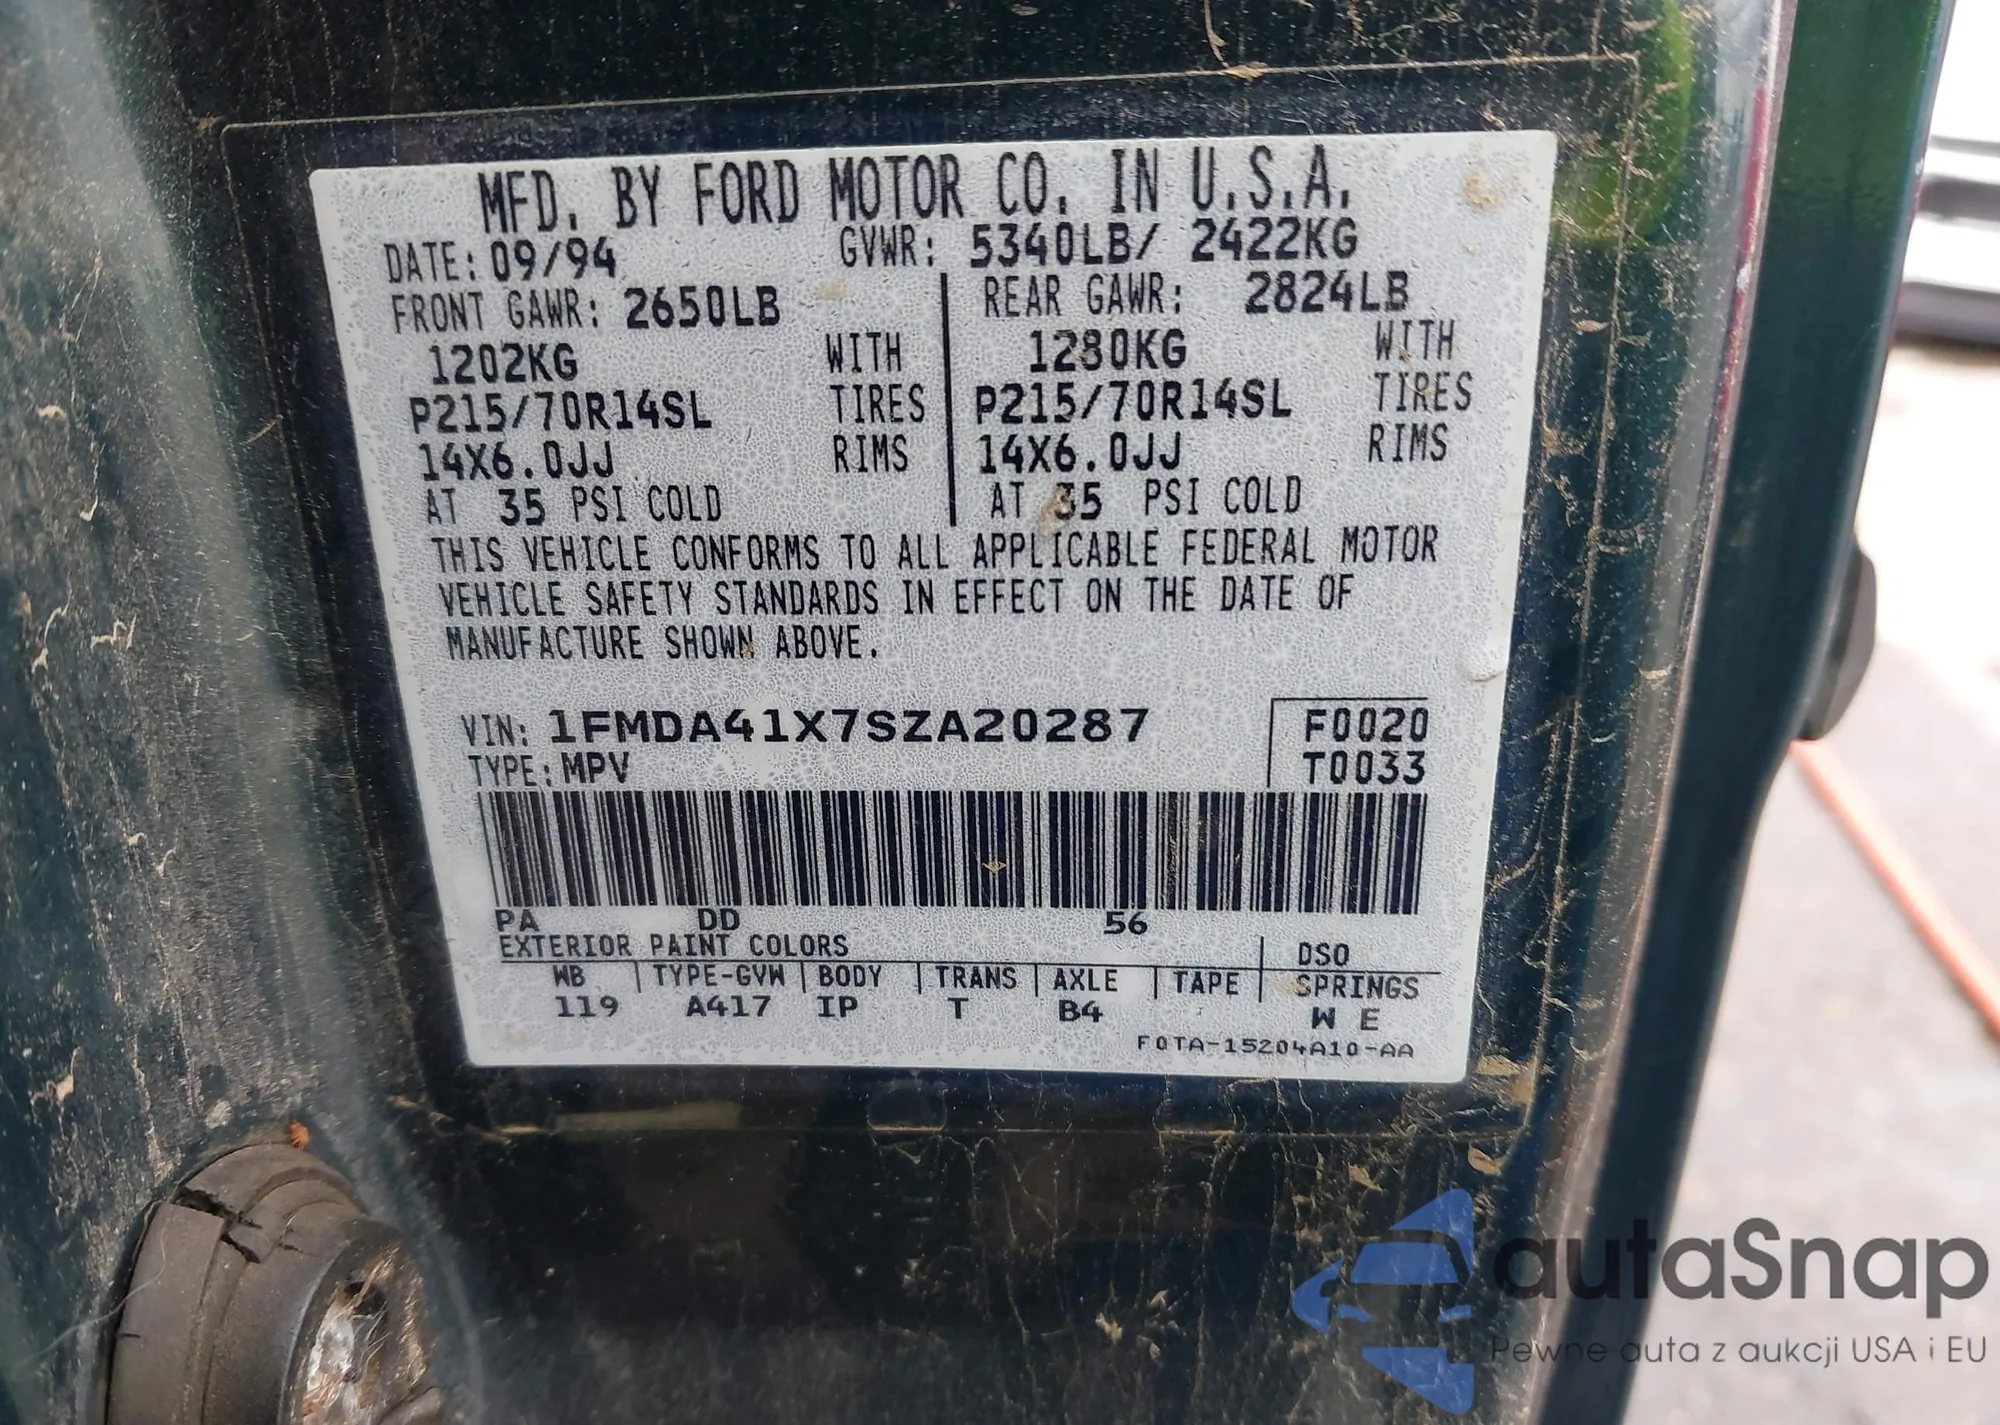 MFD. BY FORD MOTOR CO. IN U.S.A.
DATE: 09/94 GVWR: 5340LB/ 2422KG
FRONT GAWR: 2650LB REAR GAWR: 2824LB
1202KG WITH 1280KG WITH
P215/70R14SL TIRES P215/70R14SL TIRES
14X6.0JJ RIMS 14X6.0JJ RIMS
AT 35 PSI COLD AT 35 PSI COLD
THIS VEHICLE CONFORMS TO ALL APPLICABLE FEDERAL MOTOR
VEHICLE SAFETY STANDARDS IN EFFECT ON THE DATE OF
MANUFACTURE SHOWN ABOVE.
VIN: 1FMDA41X7SZA20287 F0020
TYPE: MPV T0033
PA DD 56
EXTERIOR PAINT COLORS DSO
WB TYPE-GVW BODY TRANS AXLE TAPE SPRINGS
119 A417 IP T B4 W E
F0TA-15204A10-AA
autaSnap
Pewne auta z aukcji USA i EU